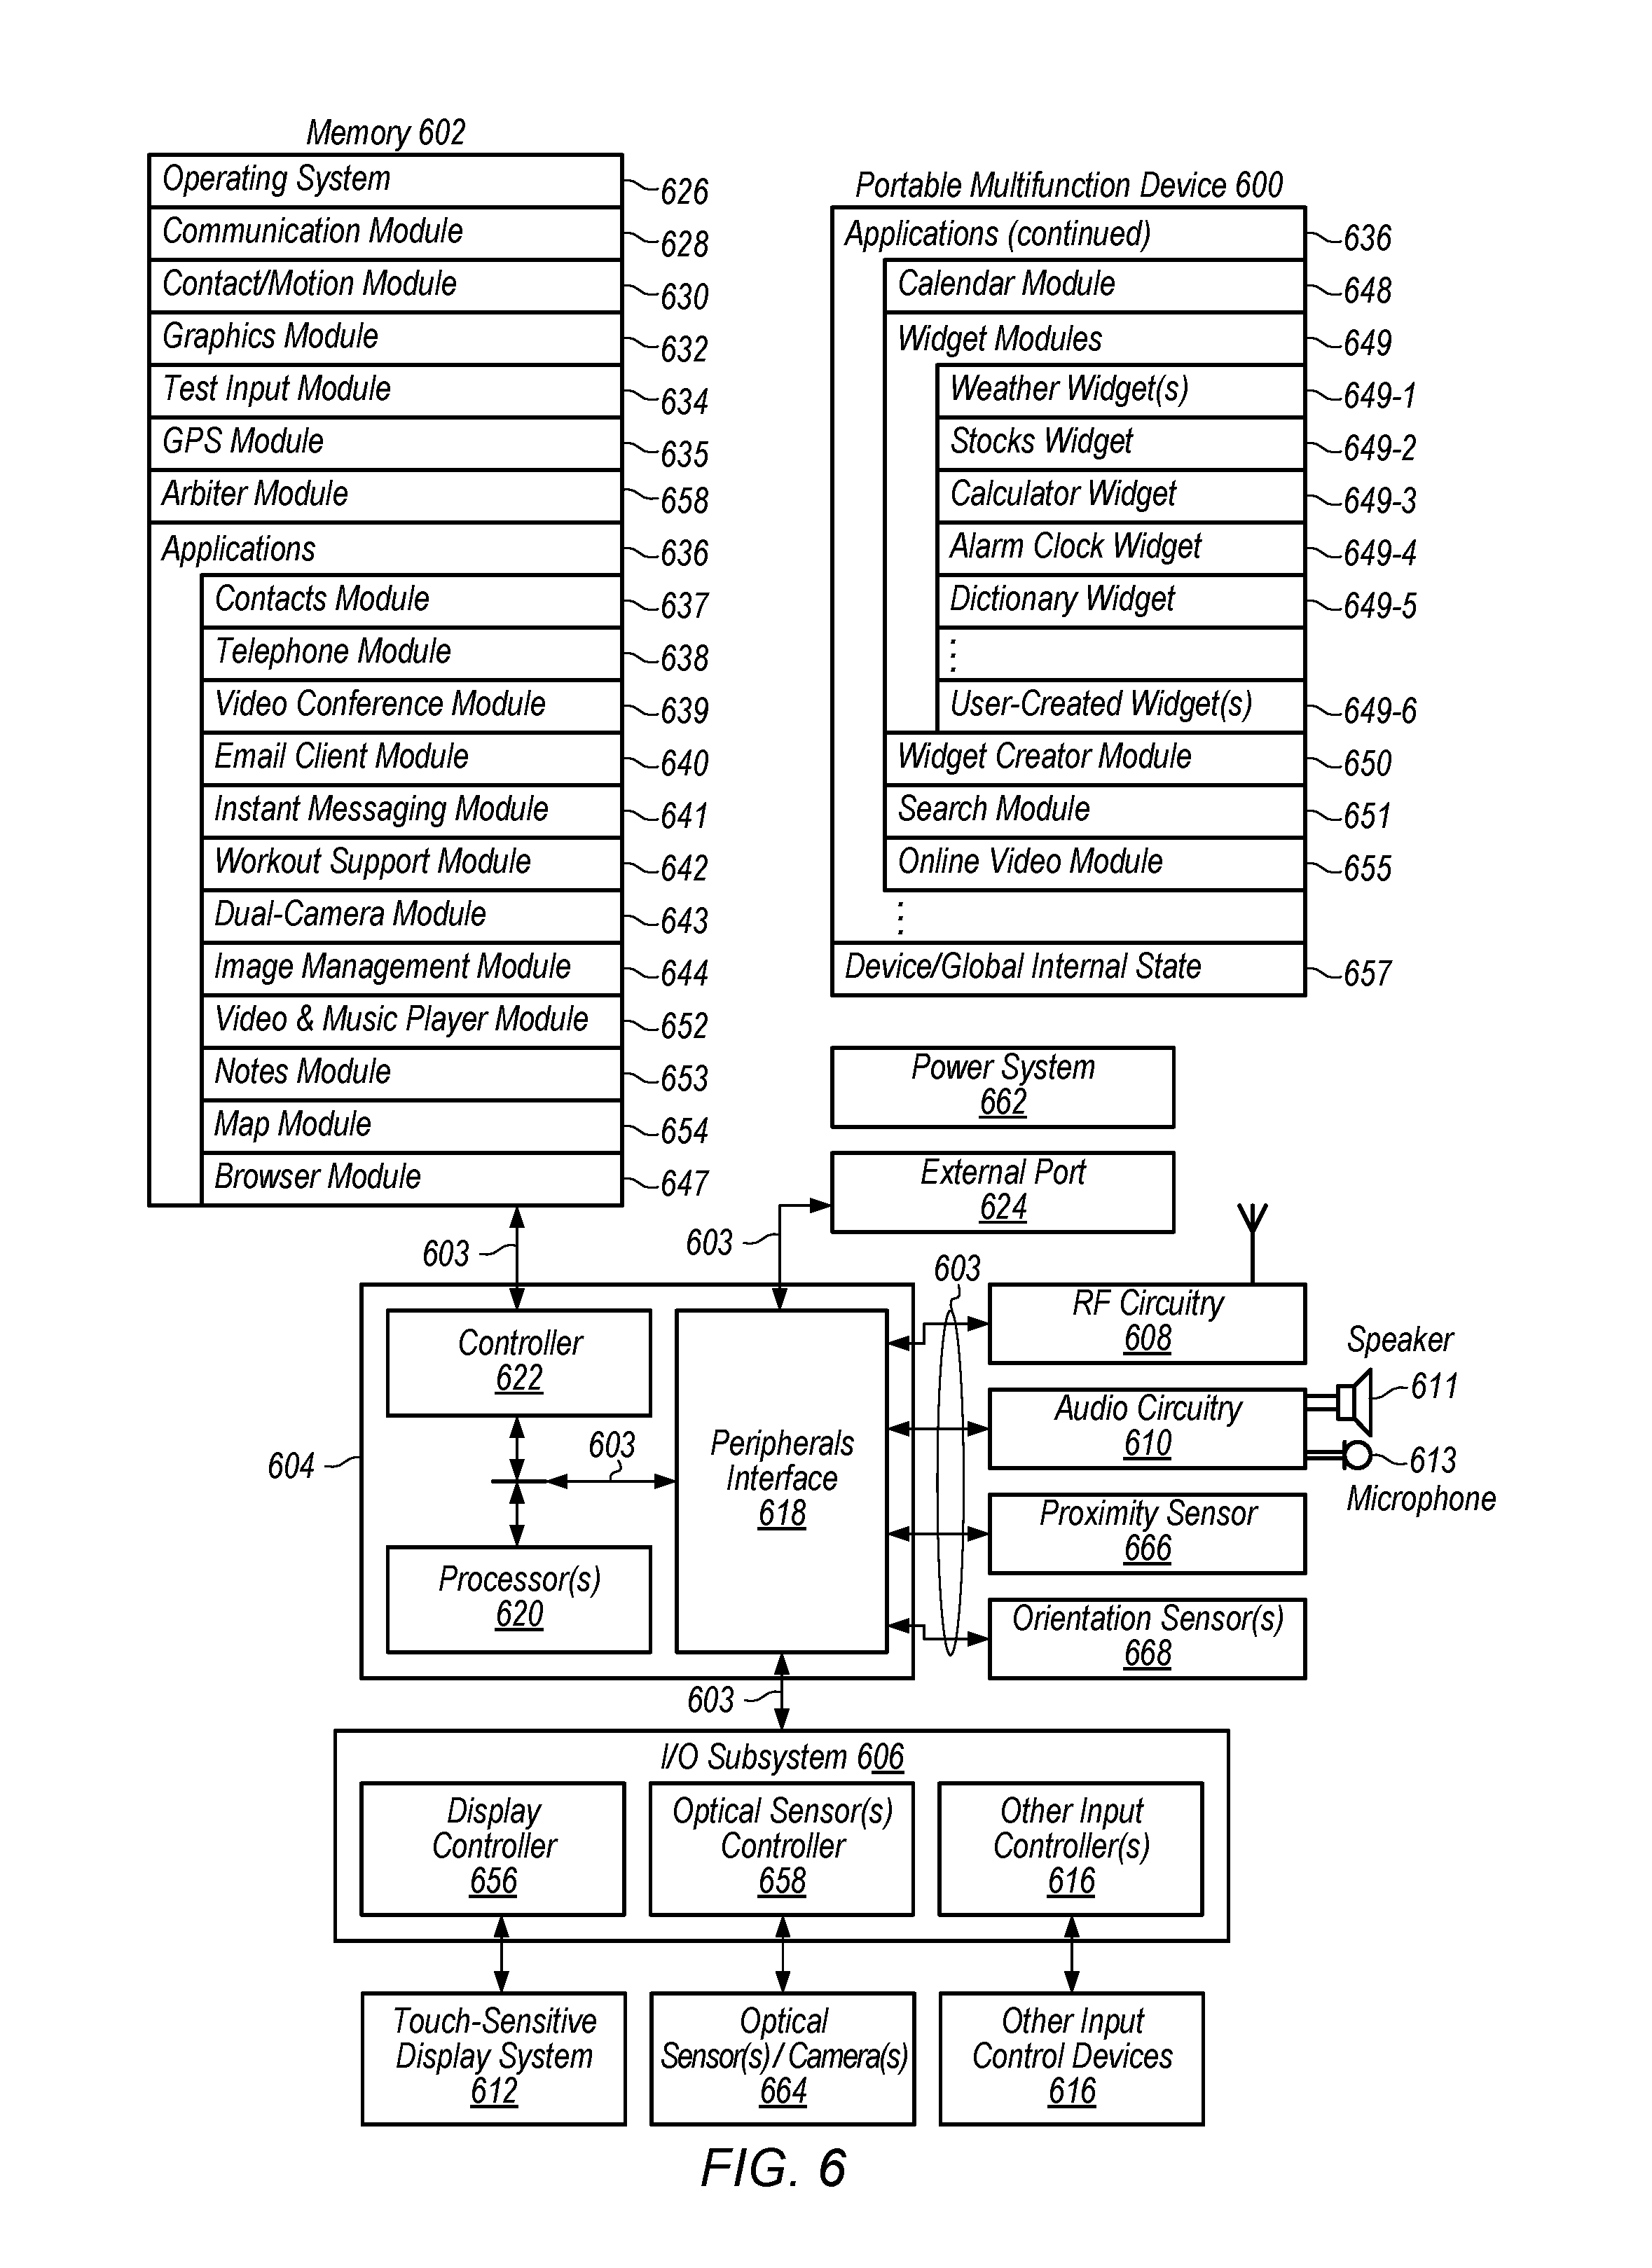 Memory 602
Operating System
626
Communication Module
628
Contact/Motion Module
630
Graphics Module
632
Test Input Module
634
GPS Module
635
Arbiter Module
658
Applications
636
Contacts Module
637
Telephone Module
638
Video Conference Module
639
Email Client Module
640
Instant Messaging Module
641
Workout Support Module
642
Dual-Camera Module
643
Image Management Module
644
Video & Music Player Module
652
Notes Module
653
Map Module
654
Browser Module
647
Portable Multifunction Device 600
Applications (continued)
636
Calendar Module
648
Widget Modules
649
Weather Widget(s)
649-1
Stocks Widget
649-2
Calculator Widget
649-3
Alarm Clock Widget
649-4
Dictionary Widget
649-5
⋮
User-Created Widget(s)
649-6
Widget Creator Module
650
Search Module
651
Online Video Module
655
⋮
Device/Global Internal State
657
Power System
662
External Port
624
603
603
603
RF Circuitry
608
Speaker
611
Audio Circuitry
610
613
Microphone
Proximity Sensor
666
Orientation Sensor(s)
668
604
Controller
622
603
Processor(s)
620
Peripherals
Interface
618
603
I/O Subsystem 606
Display
Controller
656
Optical Sensor(s)
Controller
658
Other Input
Controller(s)
616
Touch-Sensitive
Display System
612
Optical
Sensor(s)/Camera(s)
664
Other Input
Control Devices
616
FIG. 6